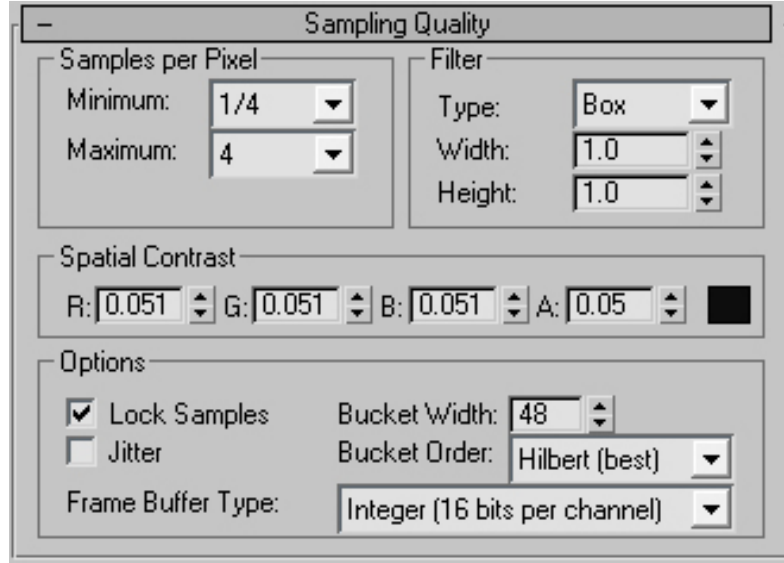 Sampling Quality
Samples per Pixel
Minimum: 1/4
Maximum: 4
Filter
Type: Box
Width: 1.0
Height: 1.0
Spatial Contrast
R: 0.051 G: 0.051 B: 0.051 A: 0.05
Options
Lock Samples Bucket Width: 48
Jitter Bucket Order: Hilbert (best)
Frame Buffer Type: Integer (16 bits per channel)